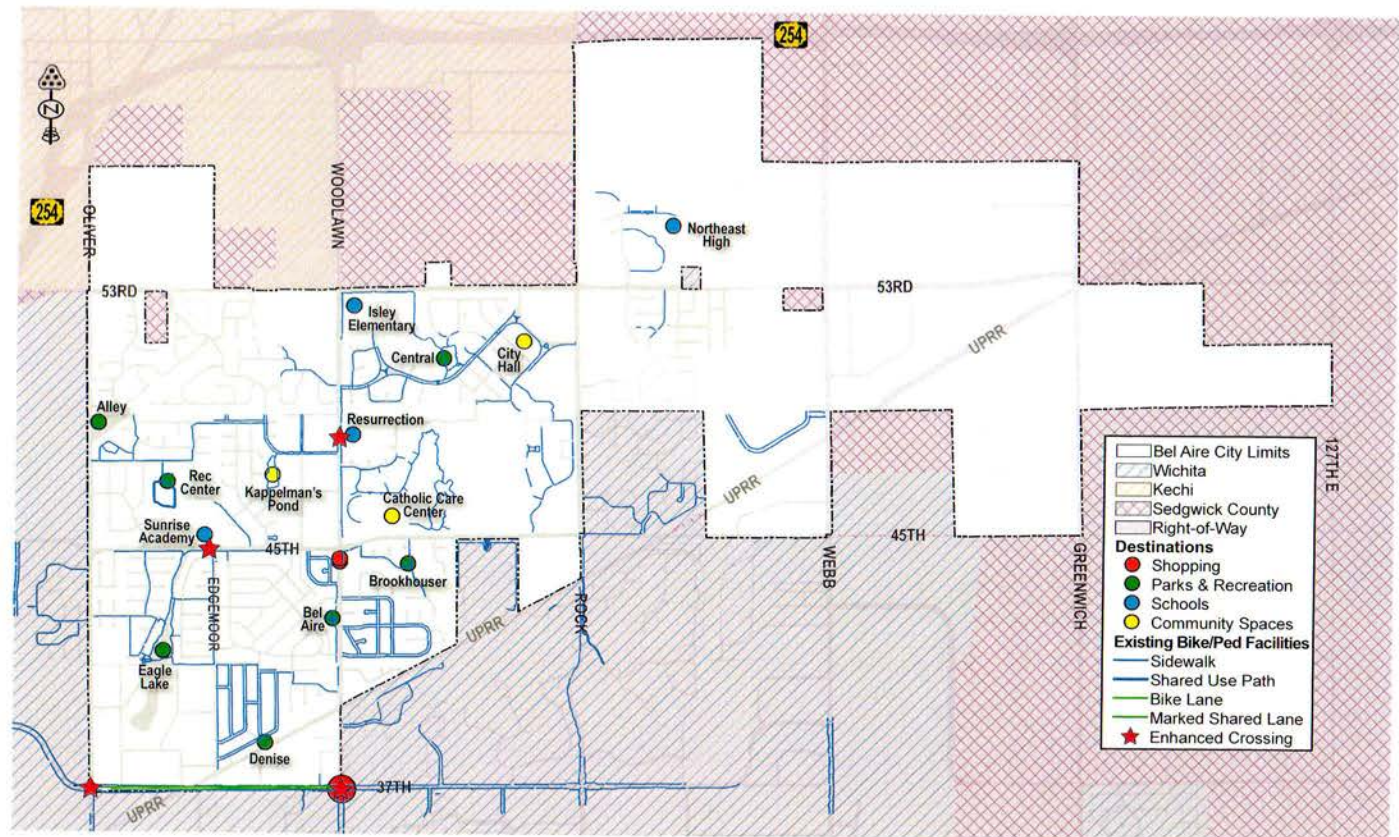 254
N
254
OLIVER
WOODLAWN
Northeast
High
53RD
53RD
Isley
Elementary
Central
City
Hall
UPRR
Alley
Resurrection
Rec
Center
Kappelman's
Pond
Catholic Care
Center
UPRR
127TH E
Sunrise
Academy
45TH
45TH
EDGEMOOR
Brookhouser
WEBB
GREENWICH
ROCK
Bel
Aire
UPRR
Eagle
Lake
Denise
37TH
UPRR
Bel Aire City Limits
Wichita
Kechi
Sedgwick County
Right-of-Way
Destinations
Shopping
Parks & Recreation
Schools
Community Spaces
Existing Bike/Ped Facilities
Sidewalk
Shared Use Path
Bike Lane
Marked Shared Lane
Enhanced Crossing